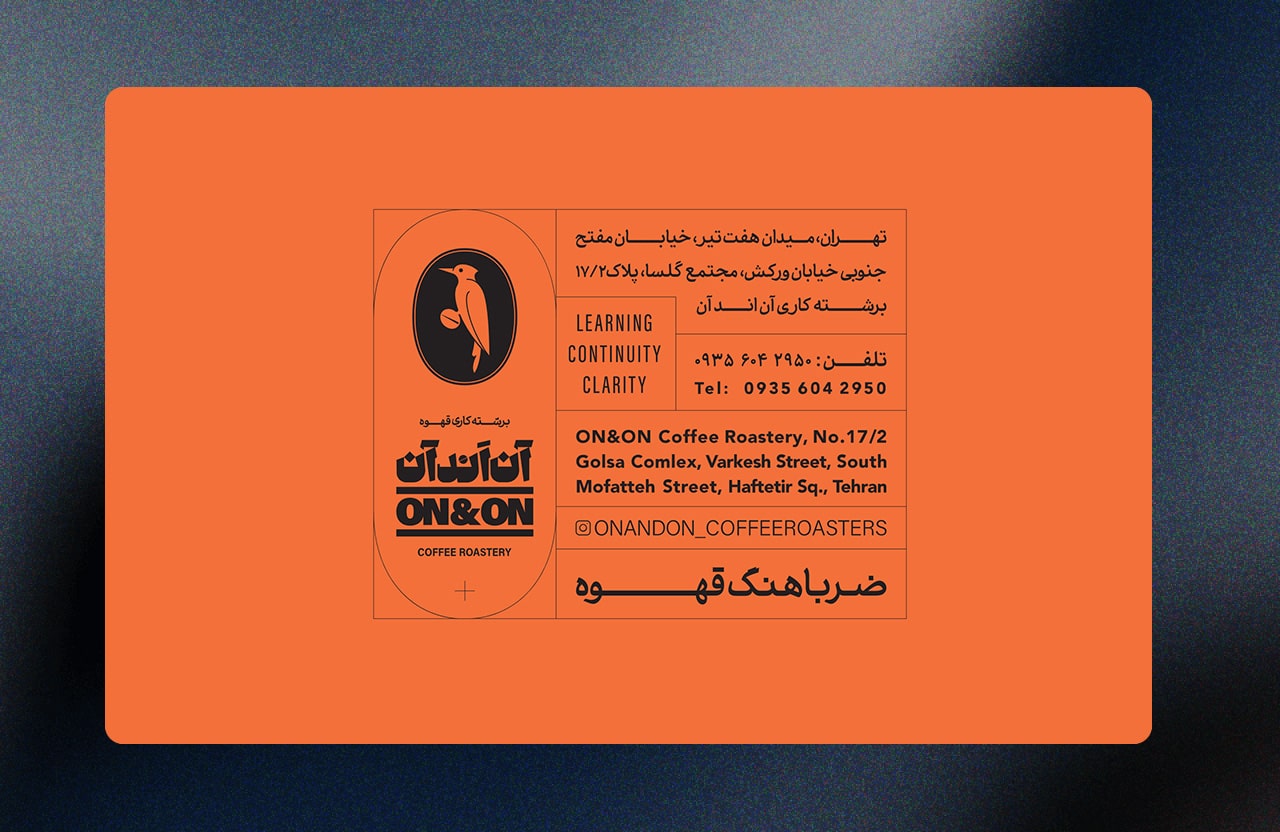 برشته کاری قهوه
آن اَند آن
ON&ON
COFFEE ROASTERY
تهران، میدان هفت تیر، خیابان مفتح
جنوبی خیابان ورکش، مجتمع گلسا، پلاک ۱۷/۲
برشته کاری آن اند آن
LEARNING
CONTINUITY
CLARITY
تلفن: ۰۹۳۵ ۶۰۴ ۲۹۵۰
Tel: 0935 604 2950
ON&ON Coffee Roastery, No.17/2
Golsa Comlex, Varkesh Street, South
Mofatteh Street, Haftetir Sq., Tehran
ONANDON_COFFEEROASTERS
ضرباهنگ قهوه